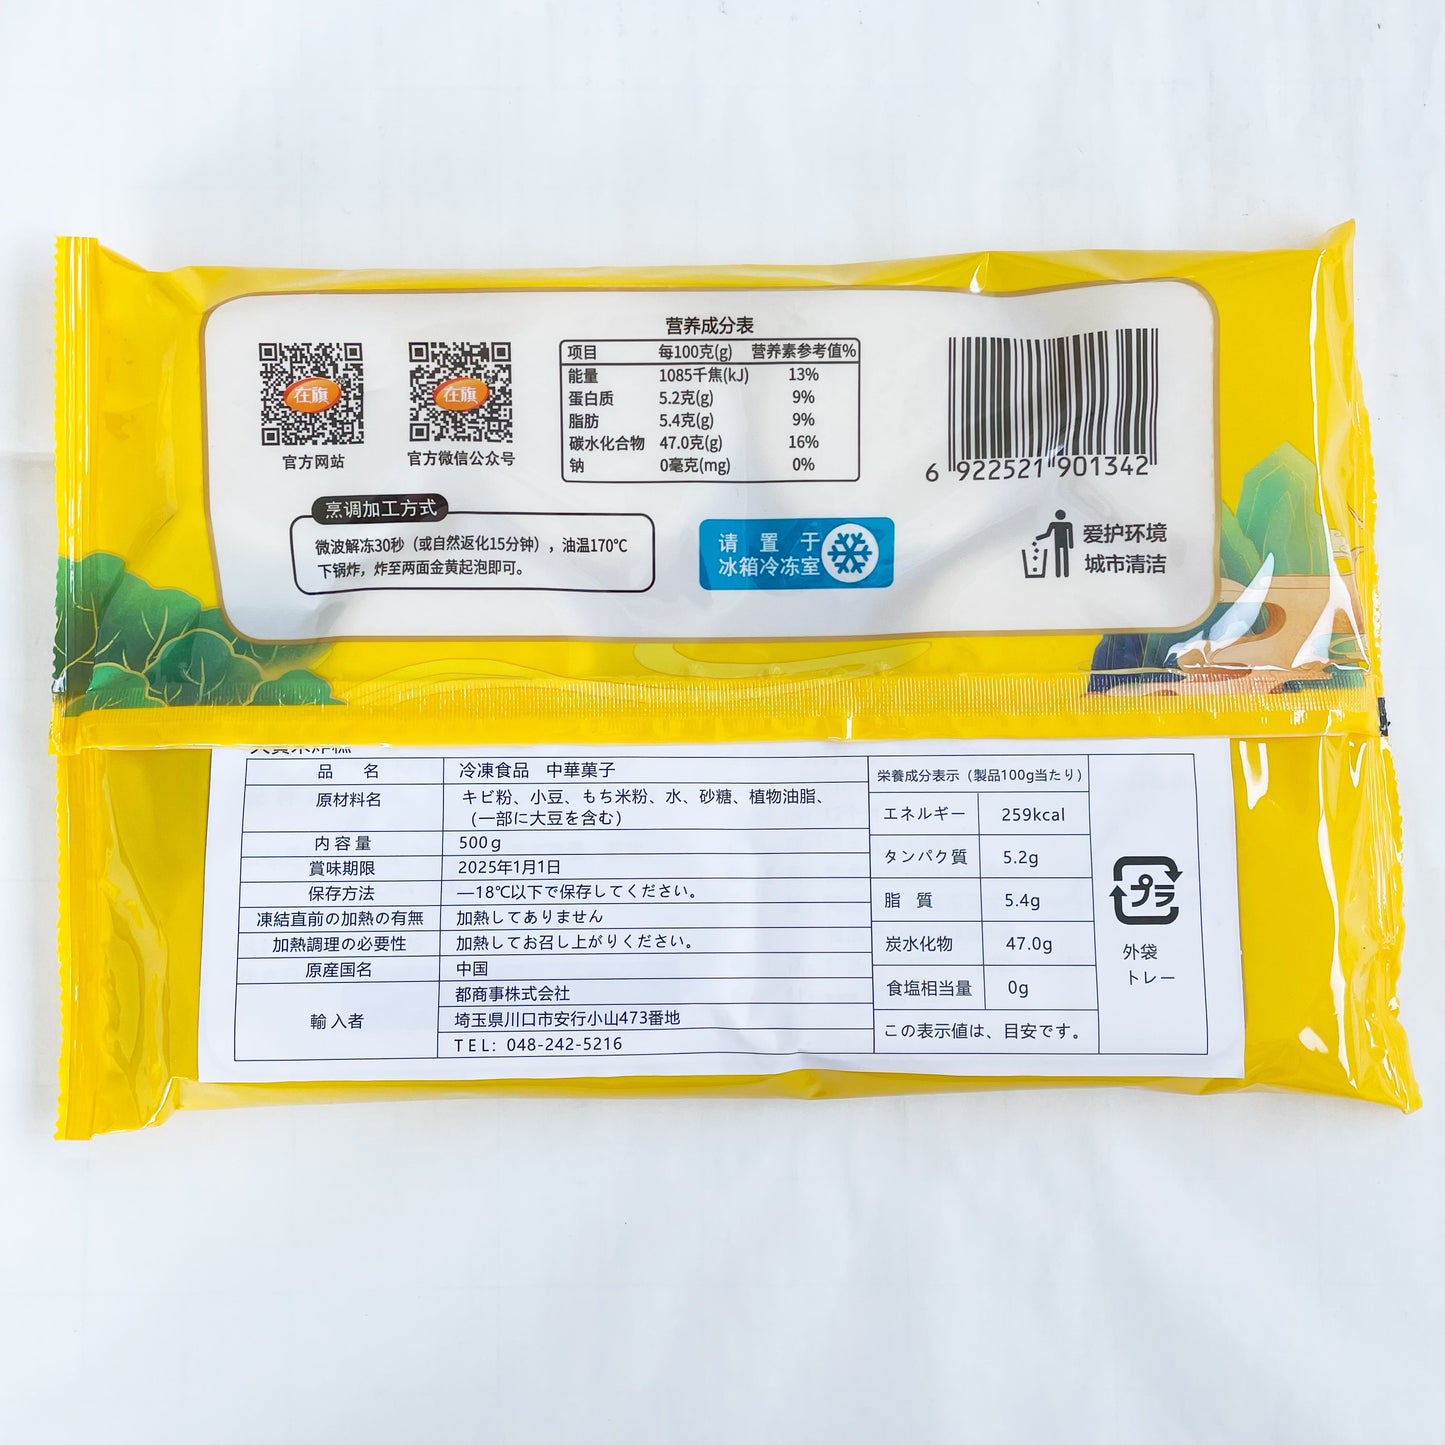 营养成分表
项目 每100克(g) 营养素参考值%
能量 1085千焦(kJ) 13%
蛋白质 5.2克(g) 9%
脂肪 5.4克(g) 9%
碳水化合物 47.0克(g) 16%
钠 0毫克(mg) 0%
在旗
官方网站
在旗
官方微信公众号
6 922521 901342
烹调加工方式
微波解冻30秒（或自然返化15分钟），油温170℃
下锅炸，炸至两面金黄起泡即可。
请置于
冰箱冷冻室
爱护环境
城市清洁
品名 冷凍食品 中華菓子
原材料名 キビ粉、小豆、もち米粉、水、砂糖、植物油脂、
（一部に大豆を含む）
内容量 500g
賞味期限 2025年1月1日
保存方法 —18℃以下で保存してください。
凍結直前の加熱の有無 加熱してありません
加熱調理の必要性 加熱してお召し上がりください。
原産国名 中国
輸入者 都商事株式会社
埼玉県川口市安行小山473番地
TEL: 048-242-5216
栄養成分表示（製品100g当たり）
エネルギー 259kcal
タンパク質 5.2g
脂質 5.4g
炭水化物 47.0g
食塩相当量 0g
この表示値は、目安です。
プラ
外袋
トレー